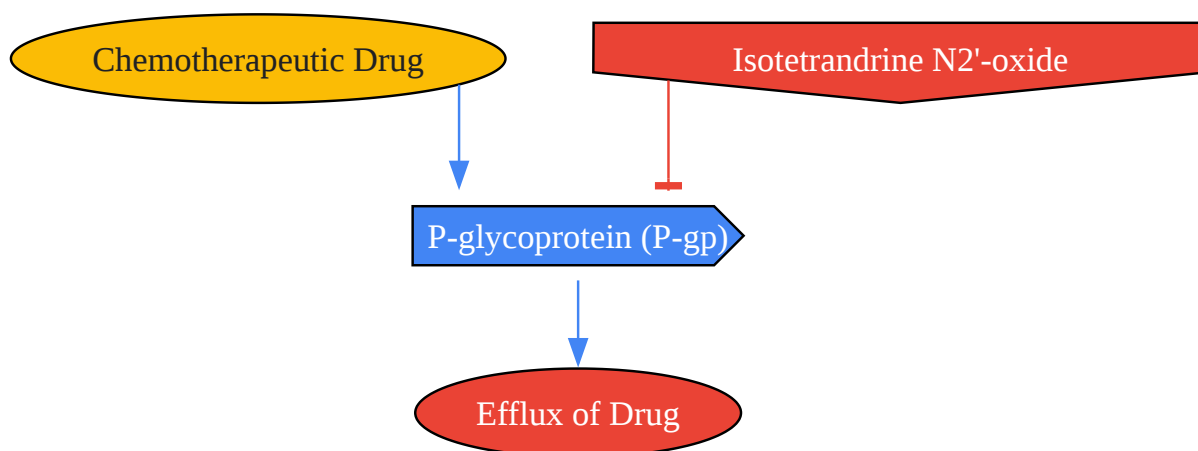 Chemotherapeutic Drug
Isotetrandrine N2'-oxide
P-glycoprotein (P-gp)
Efflux of Drug